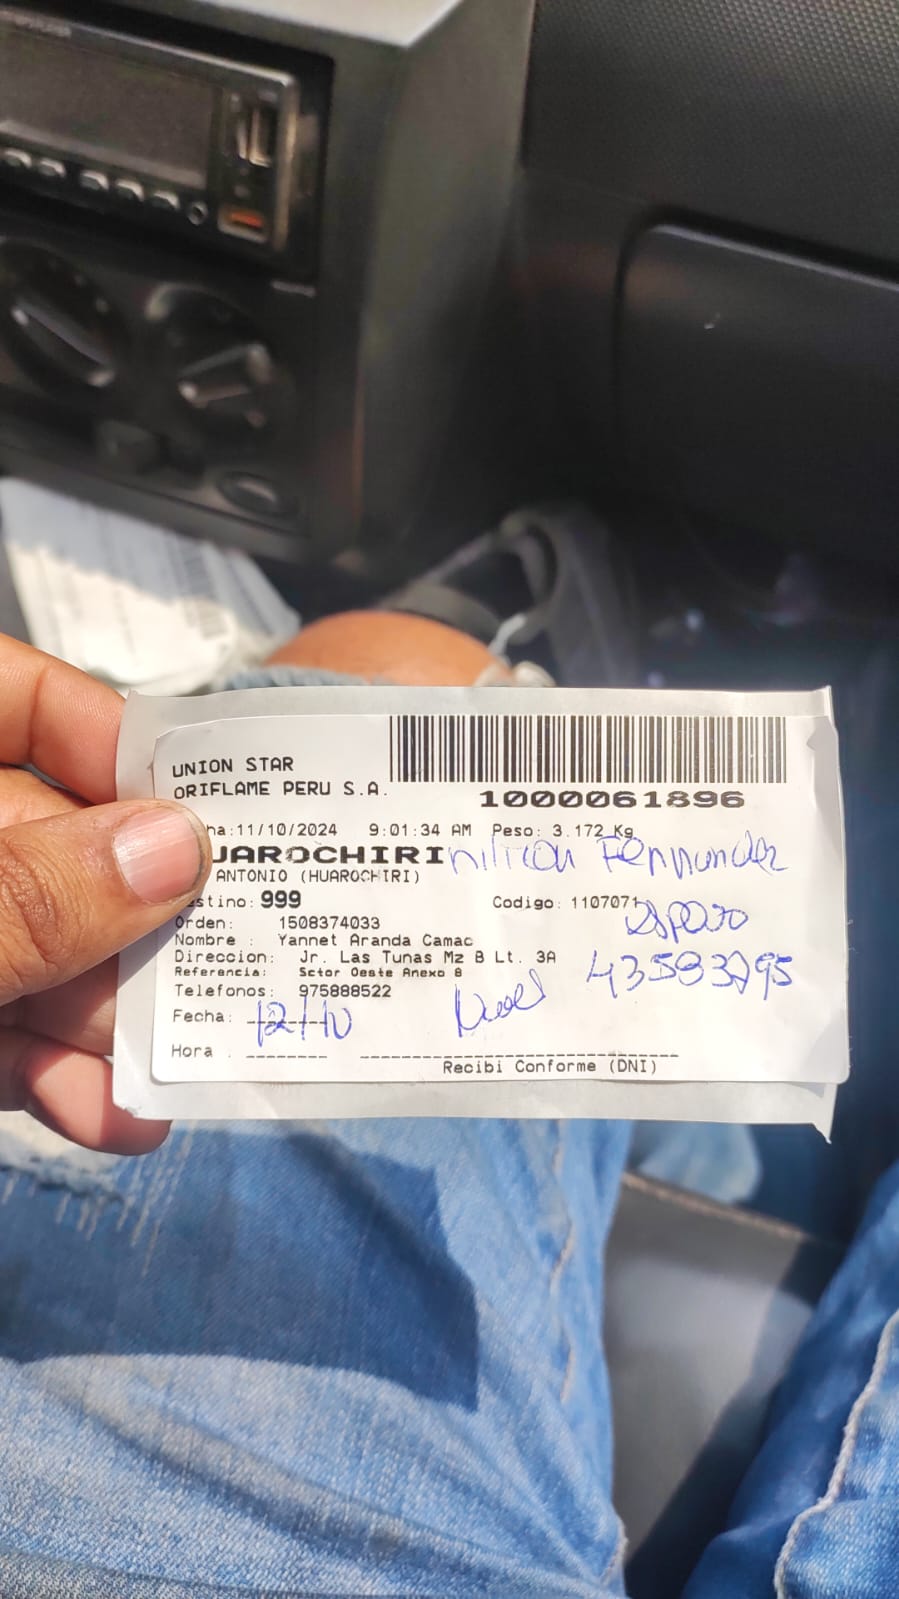 UNION STAR
ORIFLAME PERU S.A.
1000061896
ha:11/10/2024 9:01:34 AM Peso: 3.172 Kg
UAROCHIRI
ANTONIO (HUAROCHIRI)
stino: 999 Codigo: 1107071
Orden: 1508374033
esposo
Nombre : Yannet Aranda Camac
Direccion: Jr. Las Tunas Mz B Lt. 3A
Referencia: Sctor Oeste Anexo 8
Telefonos: 975888522
Fecha: 12/10
Hora :
Recibi Conforme (DNI)